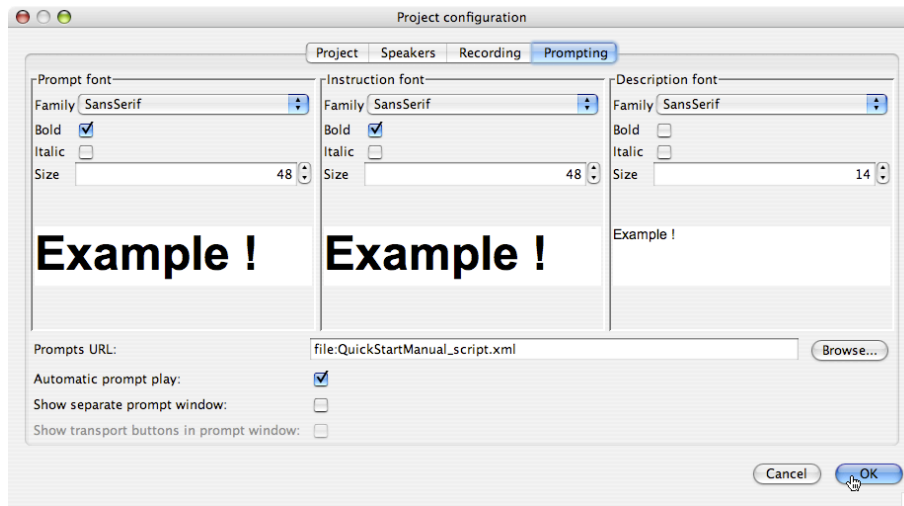 Project configuration
Project Speakers Recording Prompting
Prompt font Instruction font Description font
Family SansSerif Family SansSerif Family SansSerif
Bold Bold Bold
Italic Italic Italic
Size 48 Size 48 Size 14
Example ! Example ! Example !
Prompts URL: file:QuickStartManual_script.xml Browse...
Automatic prompt play:
Show separate prompt window:
Show transport buttons in prompt window:
Cancel OK